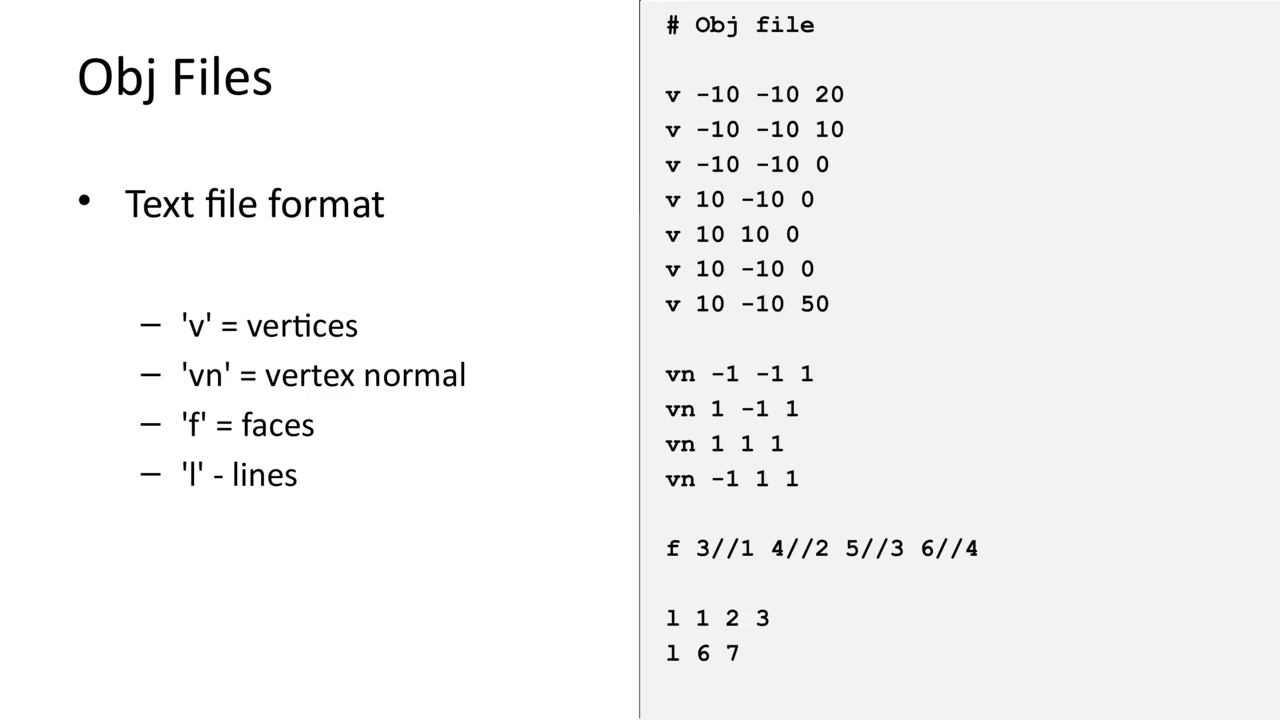 Obj Files
• Text file format
– 'v' = vertices
– 'vn' = vertex normal
– 'f' = faces
– 'l' - lines
# Obj file
v -10 -10 20
v -10 -10 10
v -10 -10 0
v 10 -10 0
v 10 10 0
v 10 -10 0
v 10 -10 50
vn -1 -1 1
vn 1 -1 1
vn 1 1 1
vn -1 1 1
f 3//1 4//2 5//3 6//4
l 1 2 3
l 6 7